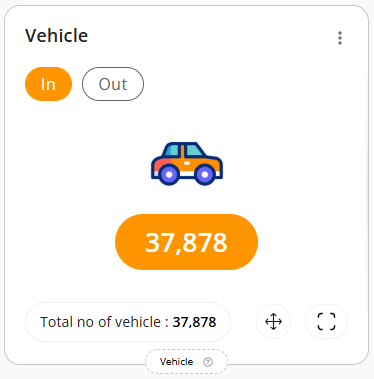 Vehicle
In
Out
37,878
Total no of vehicle : 37,878
Vehicle